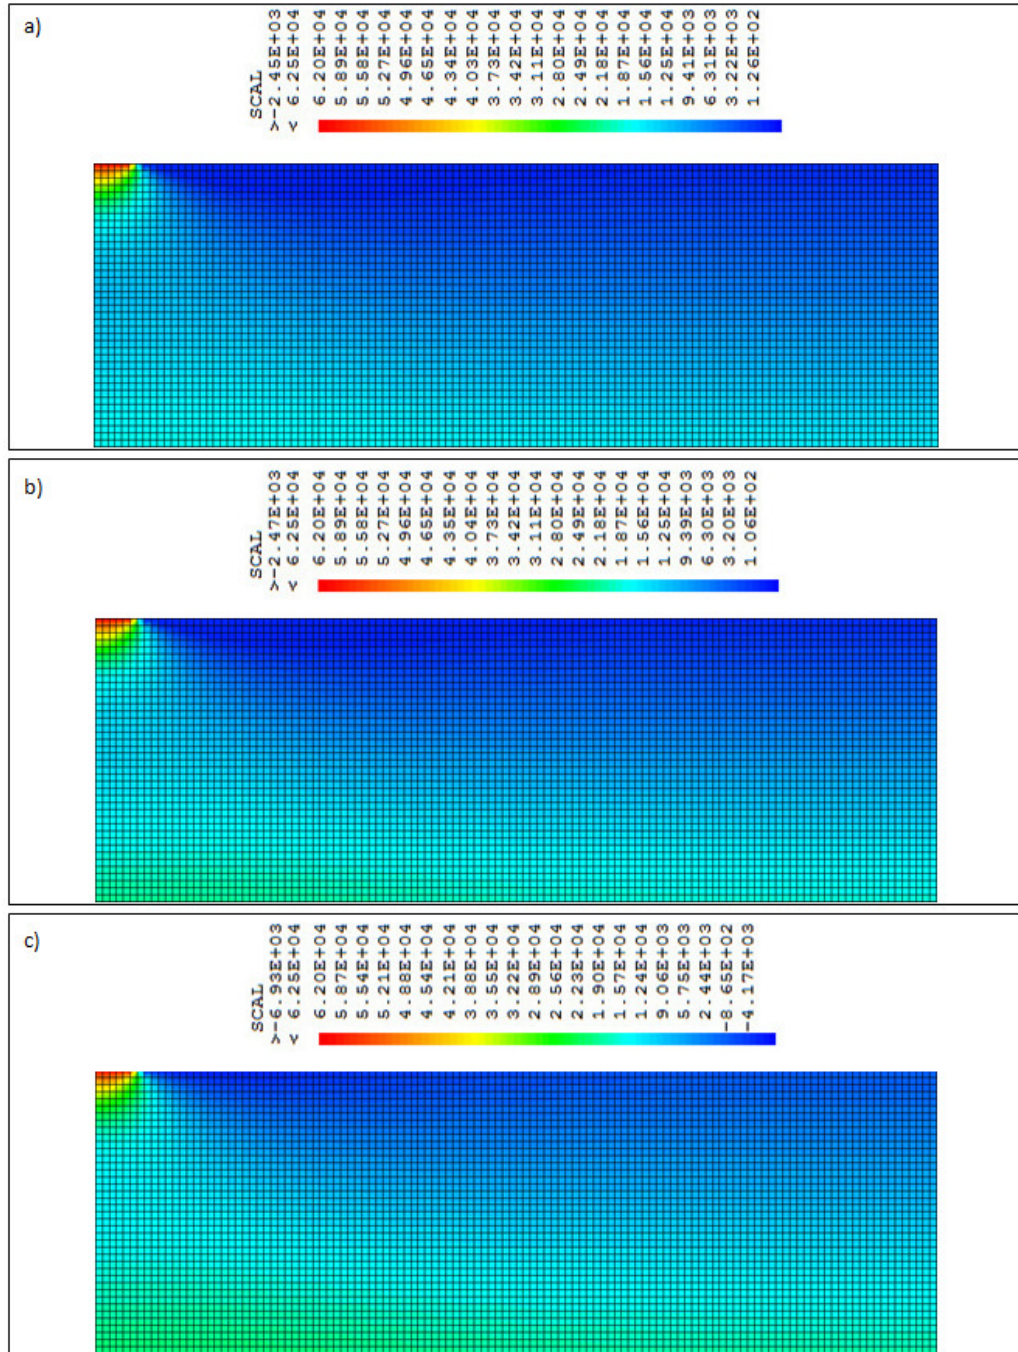 a)
SCAL
>-2.45E+03
< 6.25E+04
6.20E+04
5.89E+04
5.58E+04
5.27E+04
4.96E+04
4.65E+04
4.34E+04
4.03E+04
3.73E+04
3.42E+04
3.11E+04
2.80E+04
2.49E+04
2.18E+04
1.87E+04
1.56E+04
1.25E+04
9.41E+03
6.31E+03
3.22E+03
1.26E+02
b)
SCAL
>-2.47E+03
< 6.25E+04
6.20E+04
5.89E+04
5.58E+04
5.27E+04
4.96E+04
4.65E+04
4.35E+04
4.04E+04
3.73E+04
3.42E+04
3.11E+04
2.80E+04
2.49E+04
2.18E+04
1.87E+04
1.56E+04
1.25E+04
9.39E+03
6.30E+03
3.20E+03
1.06E+02
c)
SCAL
>-6.93E+03
< 6.25E+04
6.20E+04
5.87E+04
5.54E+04
5.21E+04
4.88E+04
4.54E+04
4.21E+04
3.88E+04
3.55E+04
3.22E+04
2.89E+04
2.56E+04
2.23E+04
1.90E+04
1.57E+04
1.24E+04
9.06E+03
5.75E+03
2.44E+03
-8.65E+02
-4.17E+03